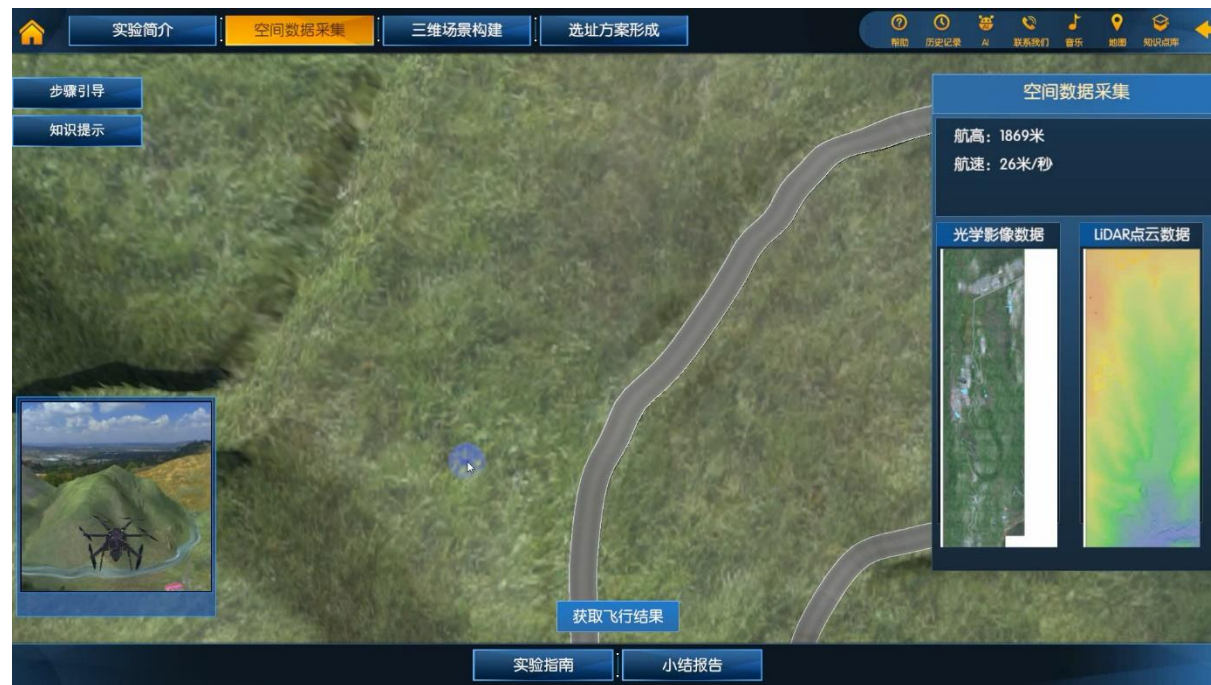 实验简介
空间数据采集
三维场景构建
选址方案形成
帮助
历史记录
AI
联系我们
音乐
地图
知识点库
步骤引导
知识提示
空间数据采集
航高：1869米
航速：26米/秒
光学影像数据
LiDAR点云数据
获取飞行结果
实验指南
小结报告